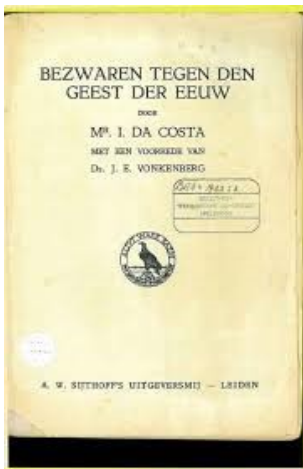 BEZWAREN TEGEN DEN
GEEST DER EEUW
DOOR
MR. I. DA COSTA
MET EEN VOORREDE VAN
DR. J. E. VONKENBERG
A. W. SIJTHOFF'S UITGEVERSMIJ — LEIDEN